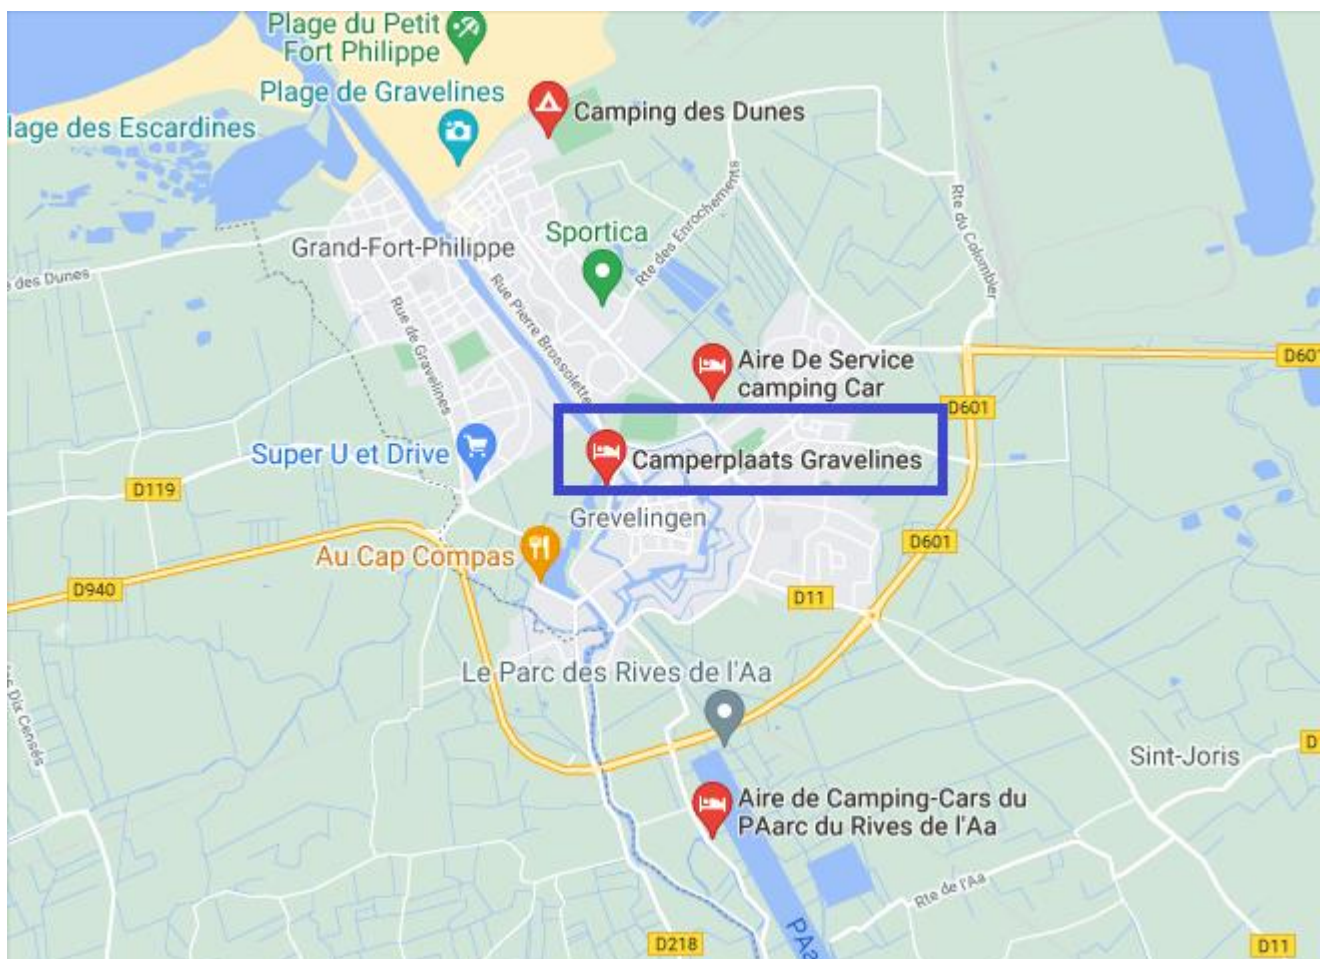 Plage du Petit
Fort Philippe
Plage de Gravelines
lage des Escardines
Camping des Dunes
Sportica
Rte des Enrochements
Rte du Colombier
Grand-Fort-Philippe
des Dunes
Rue de Gravelines
Rue Pierre Brossolette
Aire De Service
camping Car
D601
D601
Super U et Drive
Camperplaats Gravelines
D119
Grevelingen
D601
Au Cap Compas
D940
D11
Le Parc des Rives de l'Aa
Dix Censés
Sint-Joris
D
Aire de Camping-Cars du
PAarc du Rives de l'Aa
Rte de l'Aa
D218
PAa
D11